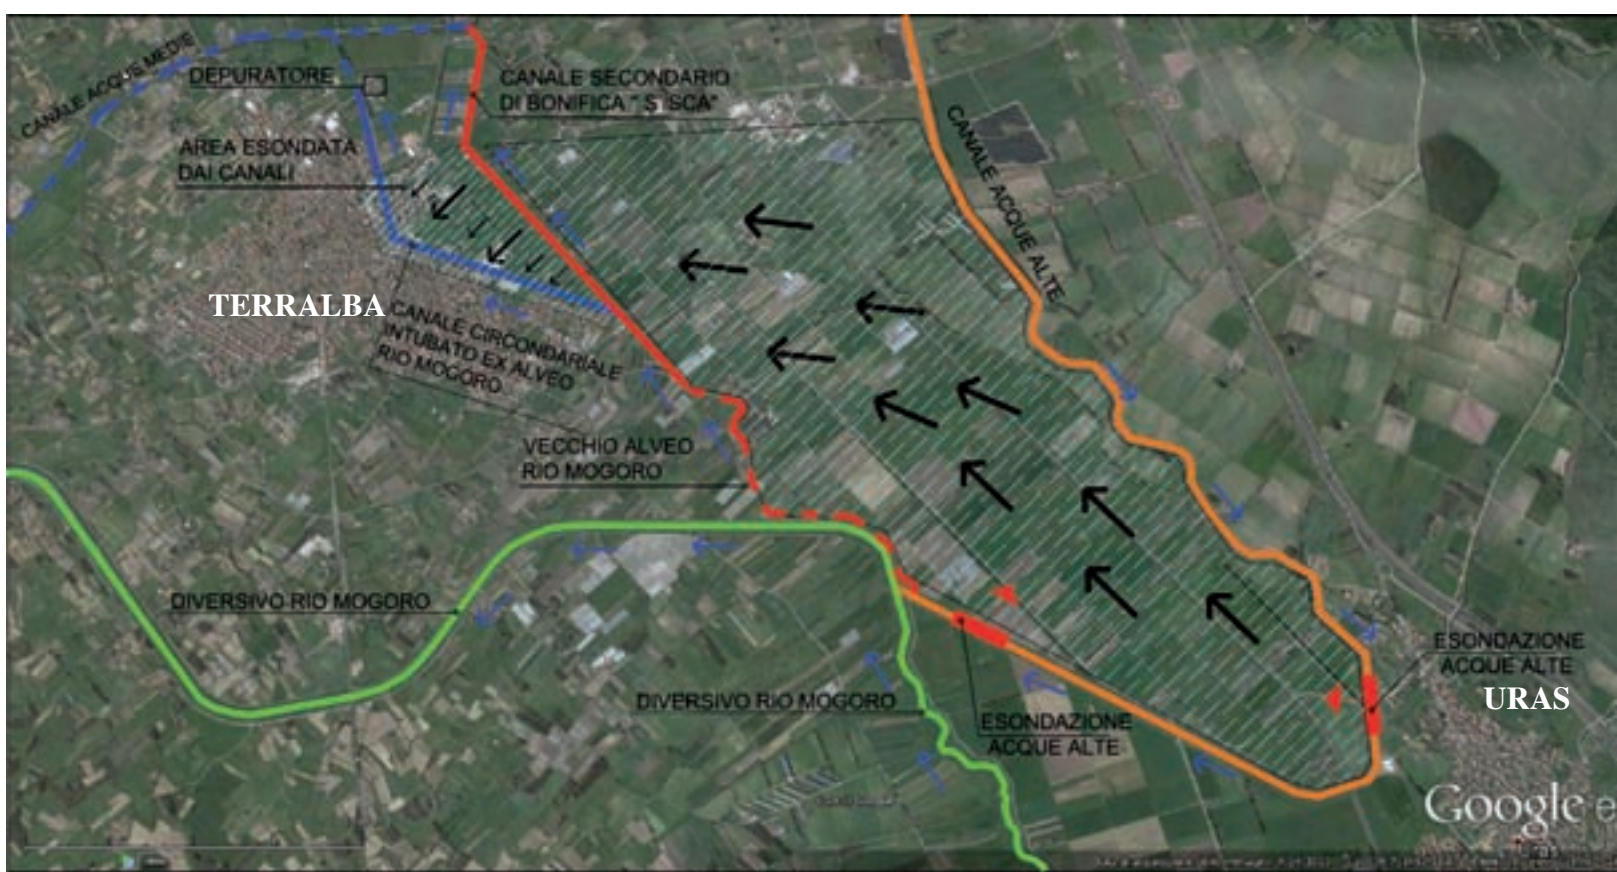 CANALE ACQUE MEDIE
DEPURATORE
CANALE SECONDARIO
DI BONIFICA "SISCA"
CANALE ACQUE ALTE
AREA ESONDATA
DAI CANALI
TERRALBA
CANALE CIRCONDARIALE
INTUBATO EX ALVEO
RIO MOGORO
VECCHIO ALVEO
RIO MOGORO
DIVERSIVO RIO MOGORO
ESONDAZIONE
ACQUE ALTE
URAS
DIVERSIVO RIO MOGORO
ESONDAZIONE
ACQUE ALTE
Google e